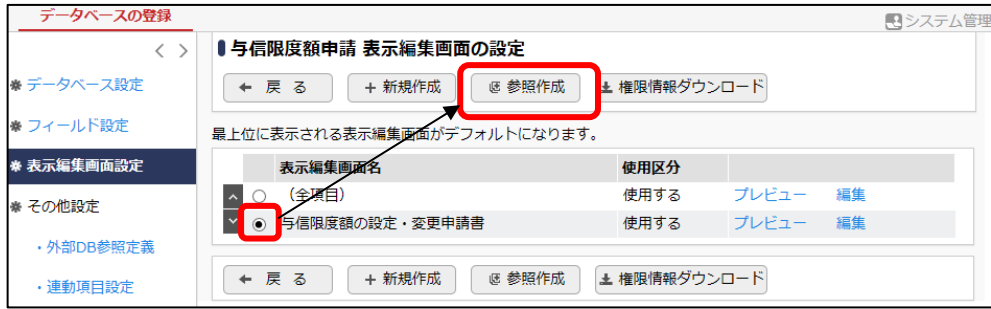 データベースの登録
システム管理
< >
✽ データベース設定
✽ フィールド設定
✽ 表示編集画面設定
✽ その他設定
・外部DB参照定義
・連動項目設定
与信限度額申請 表示編集画面の設定
← 戻 る ＋新規作成 参照作成 権限情報ダウンロード
最上位に表示される表示編集画面がデフォルトになります。
表示編集画面名 使用区分
（全項目） 使用する プレビュー 編集
与信限度額の設定・変更申請書 使用する プレビュー 編集
← 戻 る ＋新規作成 参照作成 権限情報ダウンロード